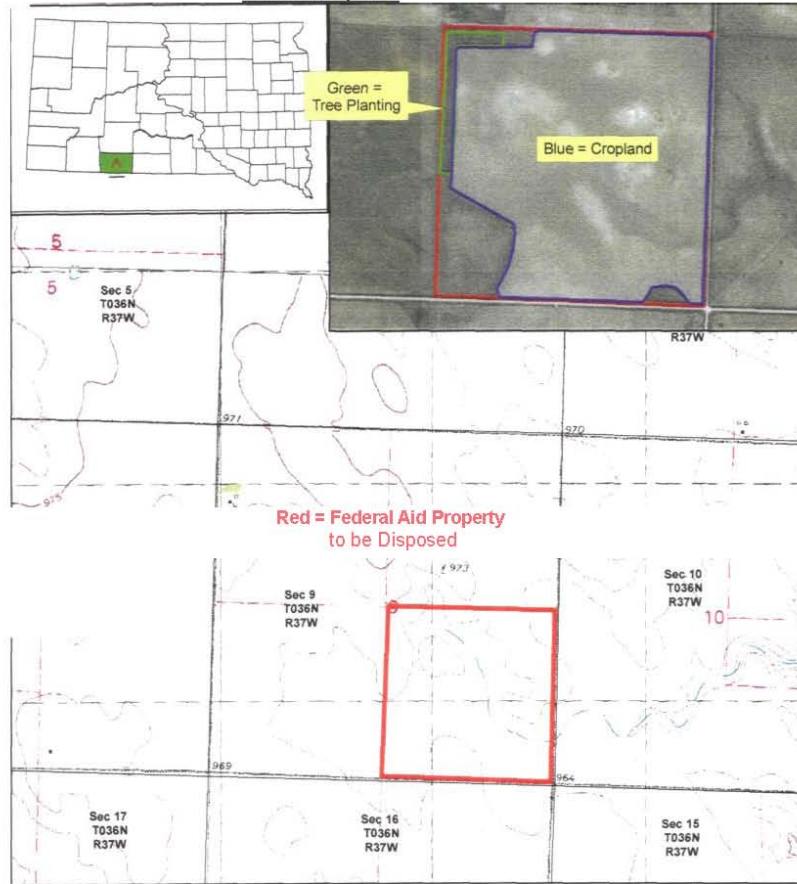 A
Green =
Tree Planting
Blue = Cropland
5
5
Sec 5
T036N
R37W
R37W
971
970
975
Red = Federal Aid Property
to be Disposed
973
Sec 9
T036N
R37W
9
Sec 10
T036N
R37W
10
969
964
Sec 17
T036N
R37W
Sec 16
T036N
R37W
Sec 15
T036N
R37W